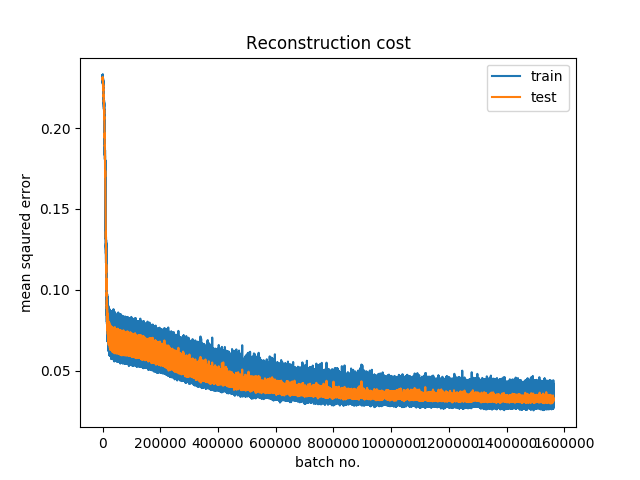 Reconstruction cost
train
test
mean sqaured error
0.20
0.15
0.10
0.05
0 200000 400000 600000 800000 1000000 1200000 1400000 1600000
batch no.